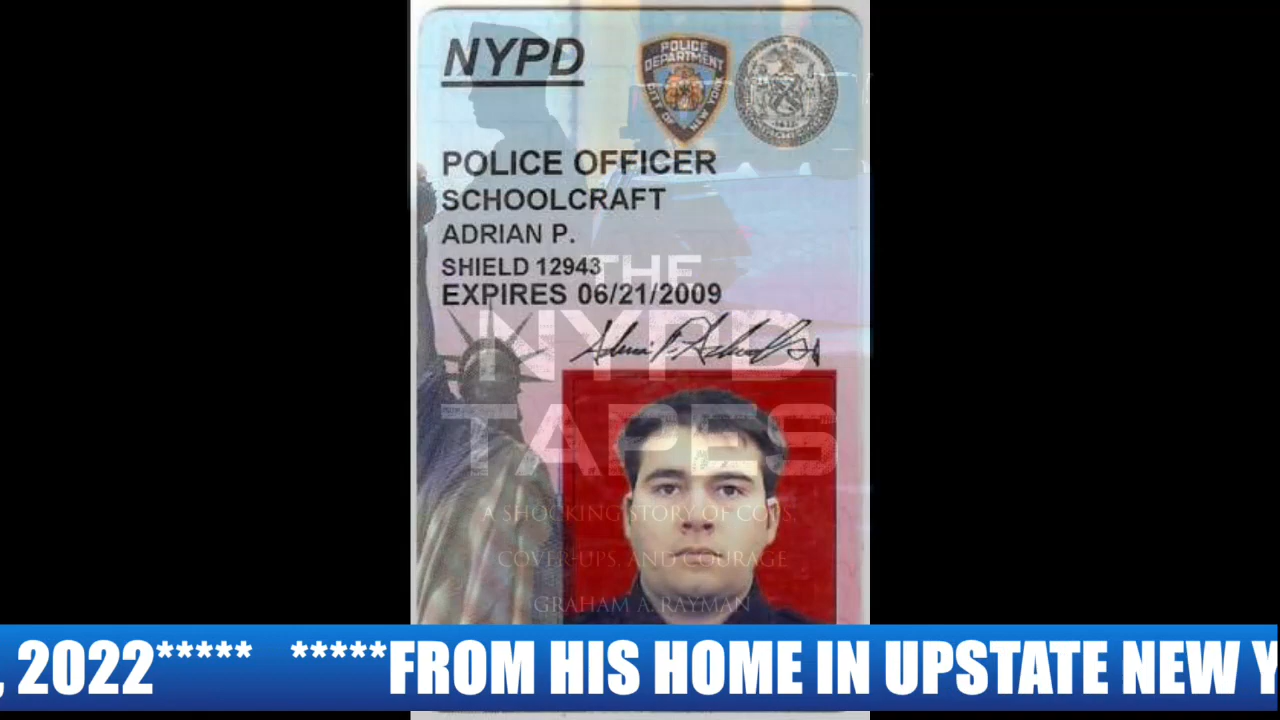 NYPD
POLICE
DEPARTMENT
CITY OF NEW YORK
POLICE OFFICER
SCHOOLCRAFT
ADRIAN P.
SHIELD 12943
EXPIRES 06/21/2009
THE
NYPD
TAPES
A SHOCKING STORY OF COPS,
COVER-UPS, AND COURAGE
GRAHAM A. RAYMAN
, 2022***** *****FROM HIS HOME IN UPSTATE NEW Y